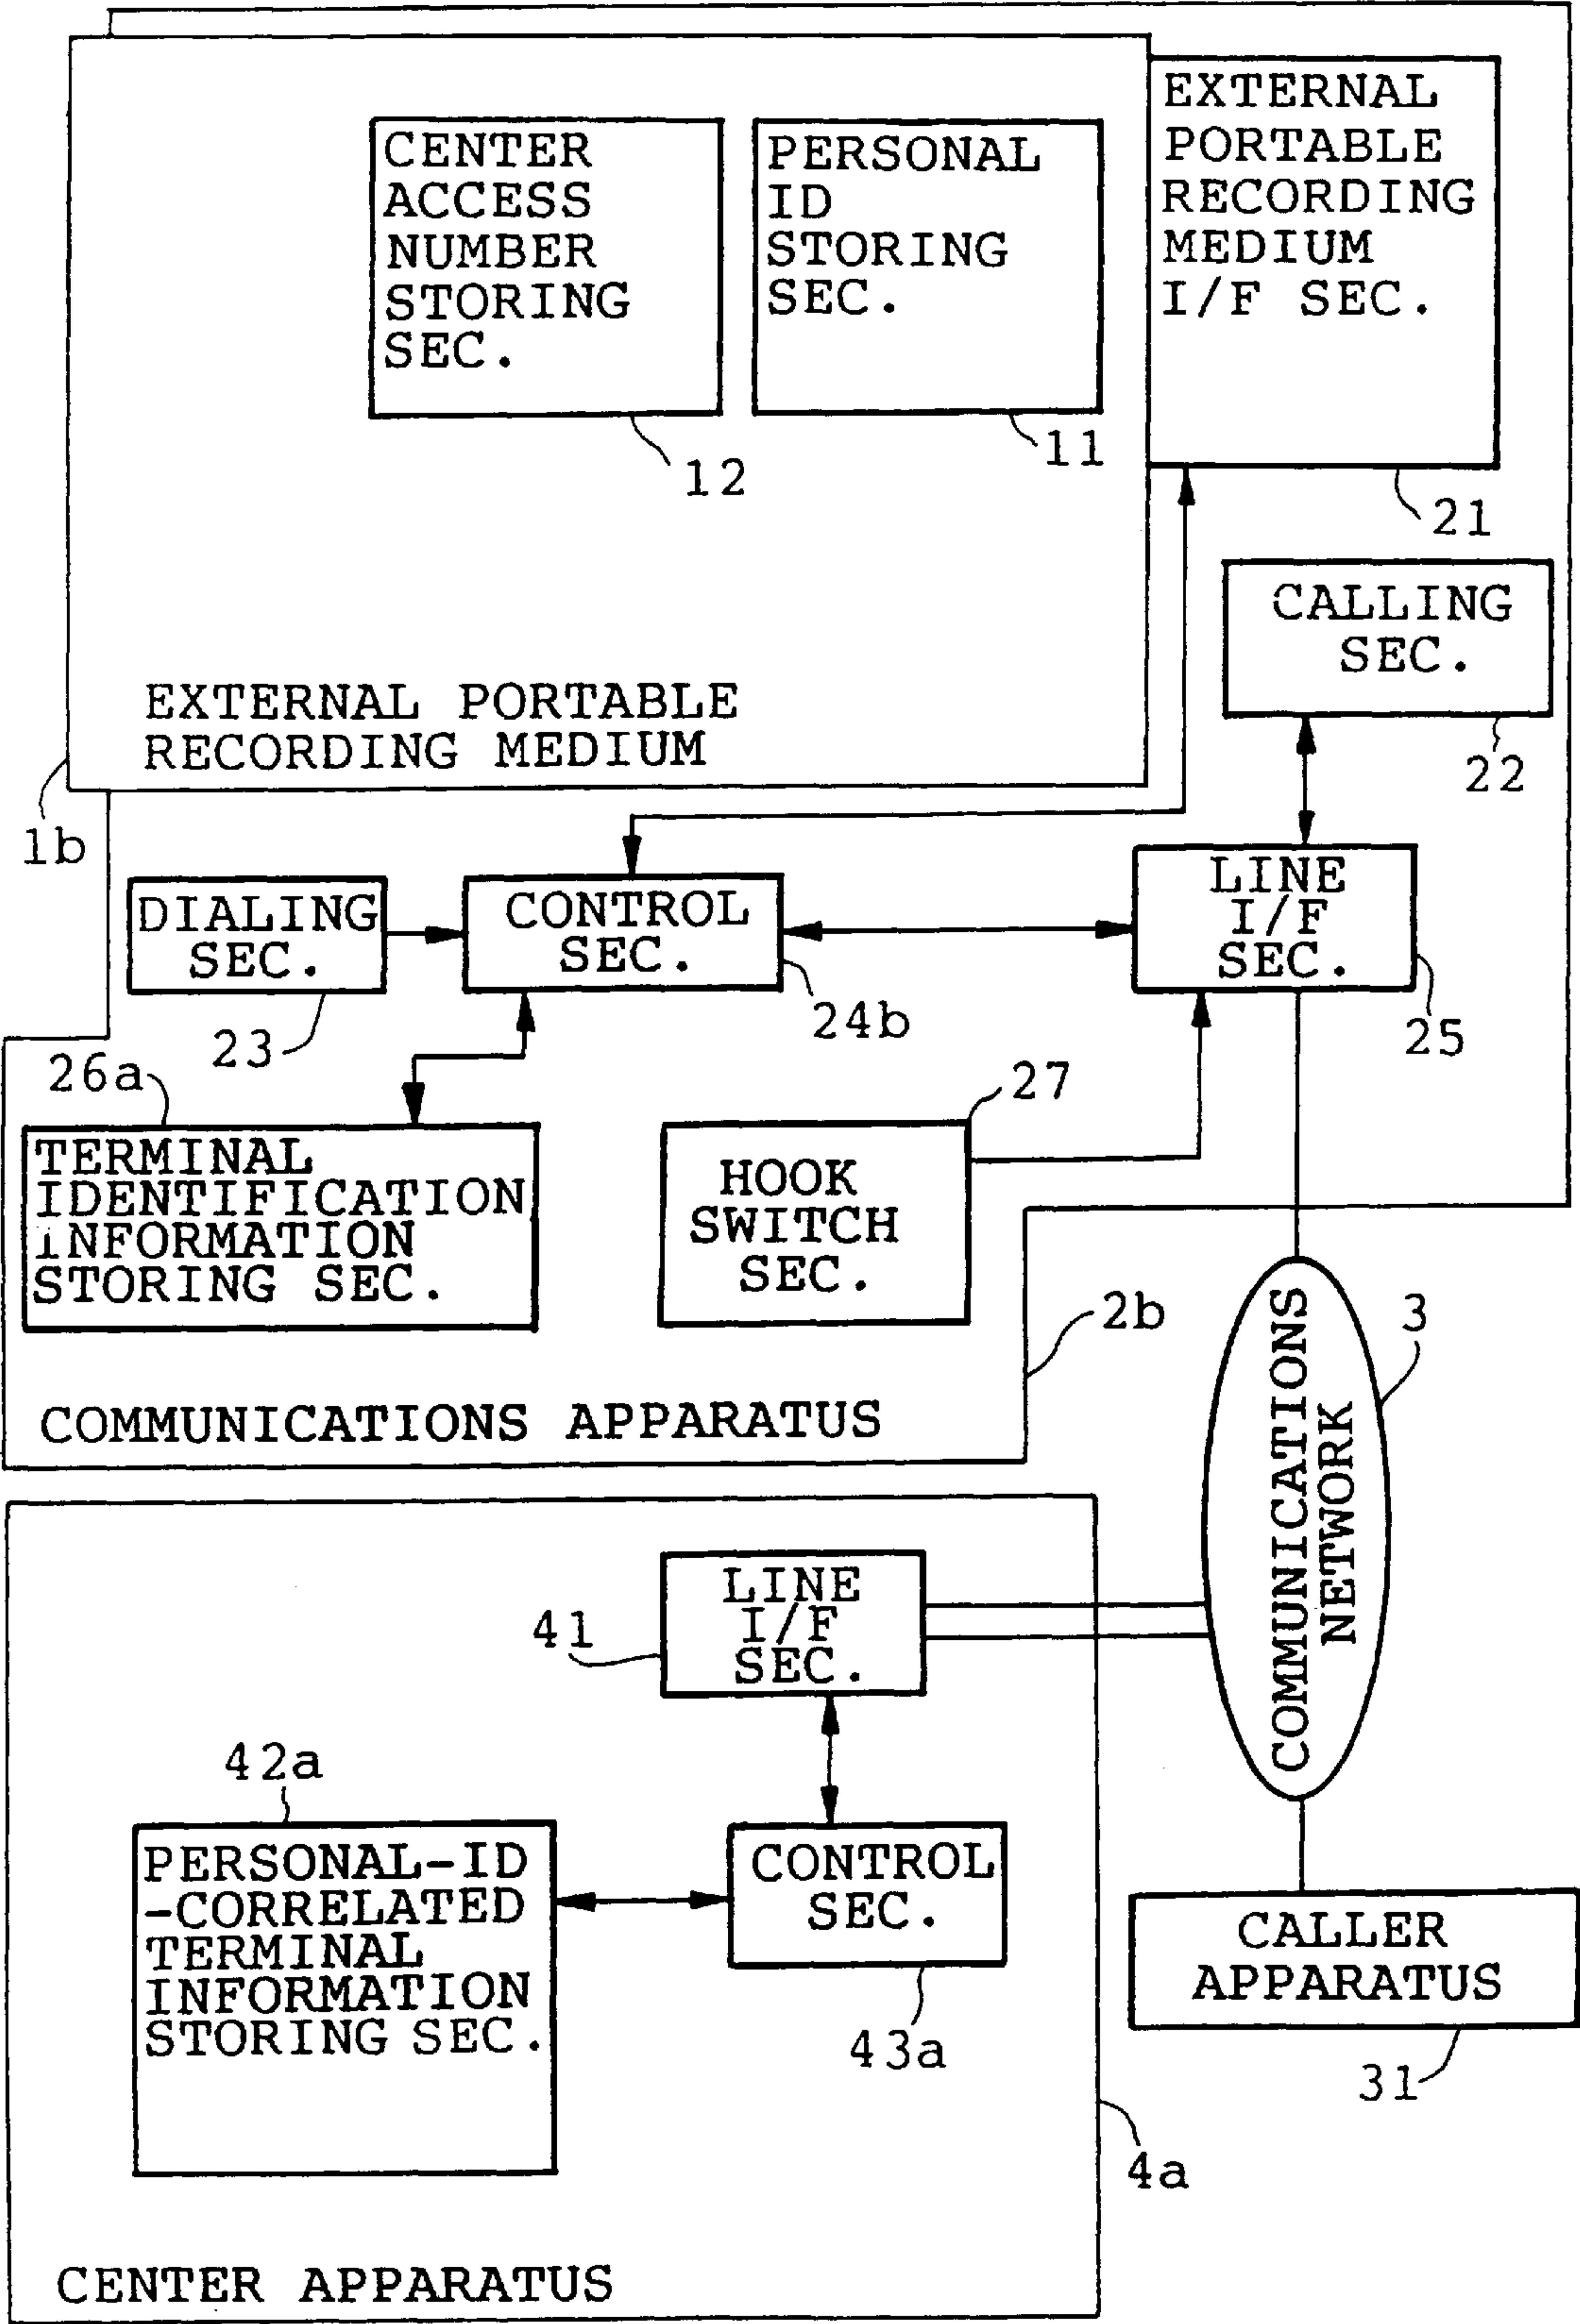 EXTERNAL
PORTABLE
RECORDING
MEDIUM
I/F SEC.
CENTER
ACCESS
NUMBER
STORING
SEC.
PERSONAL
ID
STORING
SEC.
12
11
21
CALLING
SEC.
22
EXTERNAL PORTABLE
RECORDING MEDIUM
1b
DIALING
SEC.
23
CONTROL
SEC.
24b
LINE
I/F
SEC.
25
26a
TERMINAL
IDENTIFICATION
INFORMATION
STORING SEC.
27
HOOK
SWITCH
SEC.
2b
COMMUNICATIONS APPARATUS
3
COMMUNICATIONS
NETWORK
LINE
I/F
SEC.
41
42a
PERSONAL-ID
-CORRELATED
TERMINAL
INFORMATION
STORING SEC.
CONTROL
SEC.
43a
CALLER
APPARATUS
31
4a
CENTER APPARATUS